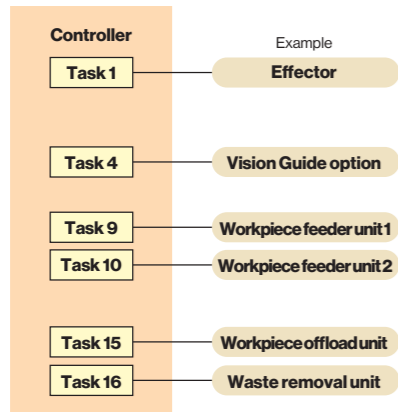 Controller
Example
Task 1
Effector
Task 4
Vision Guide option
Task 9
Workpiece feeder unit 1
Task 10
Workpiece feeder unit 2
Task 15
Workpiece offload unit
Task 16
Waste removal unit